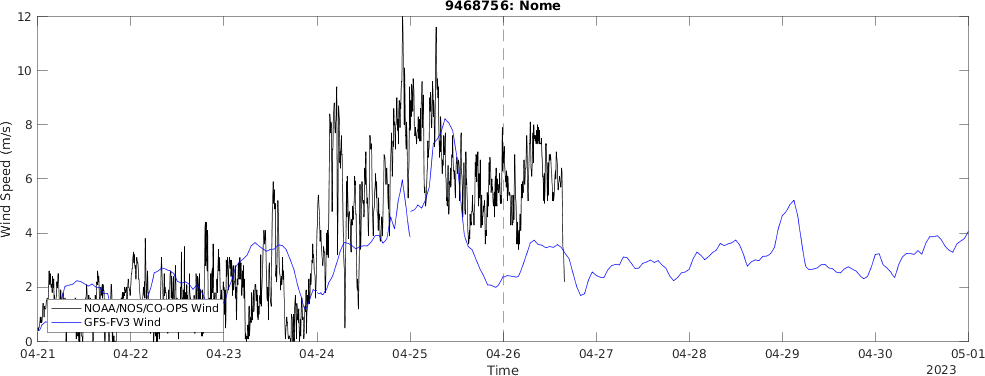 9468756: Nome
12
10
8
6
4
2
0
Wind Speed (m/s)
NOAA/NOS/CO-OPS Wind
GFS-FV3 Wind
04-21 04-22 04-23 04-24 04-25 04-26 04-27 04-28 04-29 04-30 05-01
Time
2023